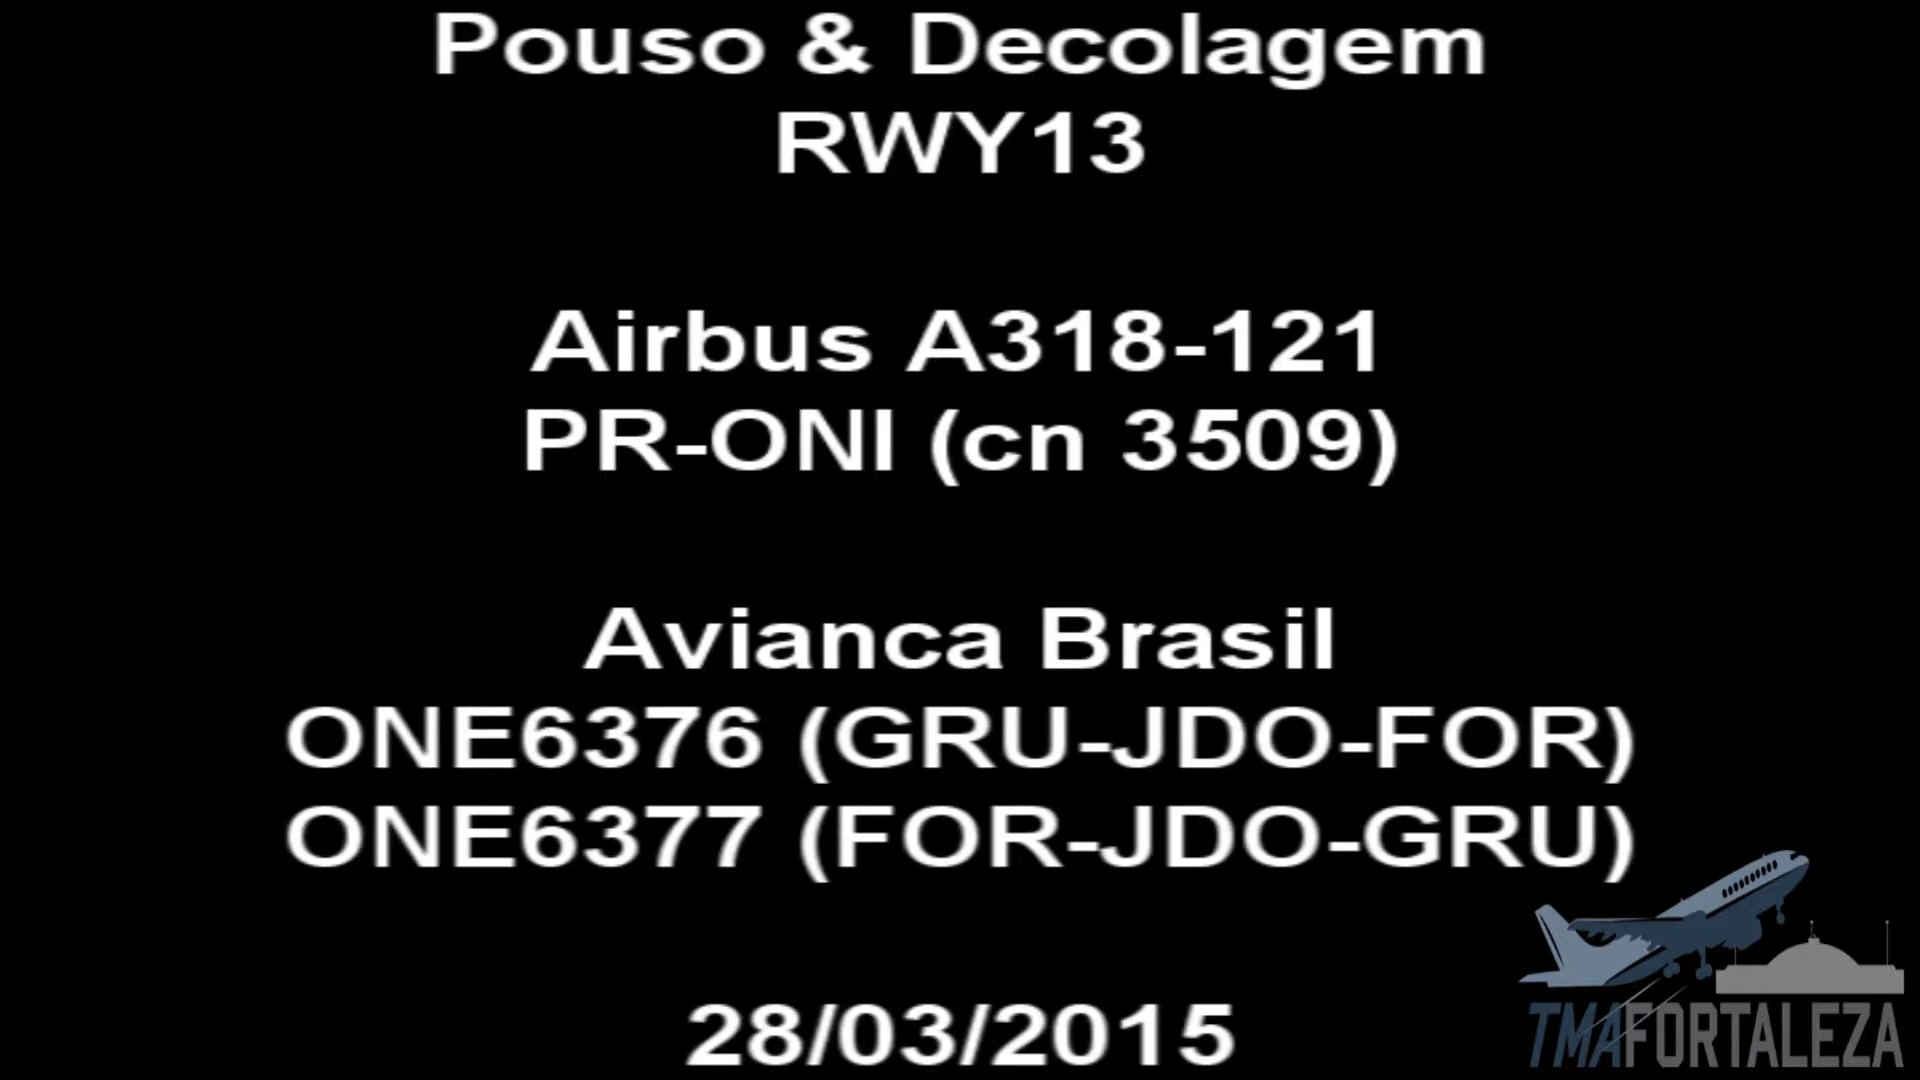 Pouso & Decolagem
RWY13
Airbus A318-121
PR-ONI (cn 3509)
Avianca Brasil
ONE6376 (GRU-JDO-FOR)
ONE6377 (FOR-JDO-GRU)
28/03/2015
TMAFORTALEZA